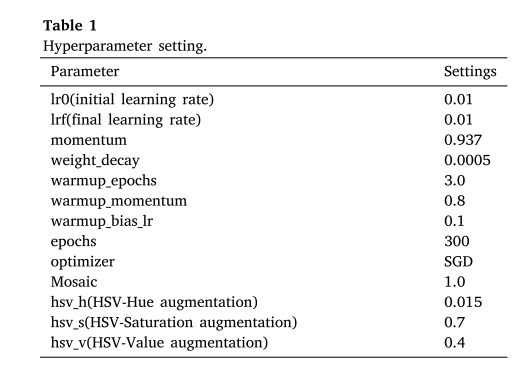 Table 1
Hyperparameter setting.
Parameter Settings
lr0(initial learning rate) 0.01
lrf(final learning rate) 0.01
momentum 0.937
weight_decay 0.0005
warmup_epochs 3.0
warmup_momentum 0.8
warmup_bias_lr 0.1
epochs 300
optimizer SGD
Mosaic 1.0
hsv_h(HSV-Hue augmentation) 0.015
hsv_s(HSV-Saturation augmentation) 0.7
hsv_v(HSV-Value augmentation) 0.4